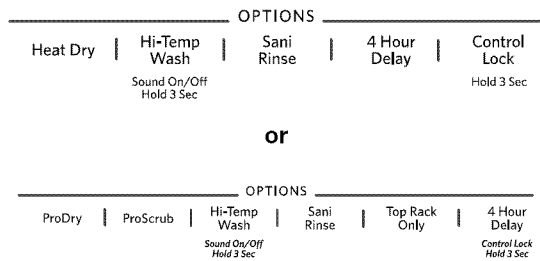 OPTIONS
Heat Dry
Hi-Temp
Wash
Sound On/Off
Hold 3 Sec
Sani
Rinse
4 Hour
Delay
Control
Lock
Hold 3 Sec
or
OPTIONS
ProDry
ProScrub
Hi-Temp
Wash
Sound On/Off
Hold 3 Sec
Sani
Rinse
Top Rack
Only
4 Hour
Delay
Control Lock
Hold 3 Sec